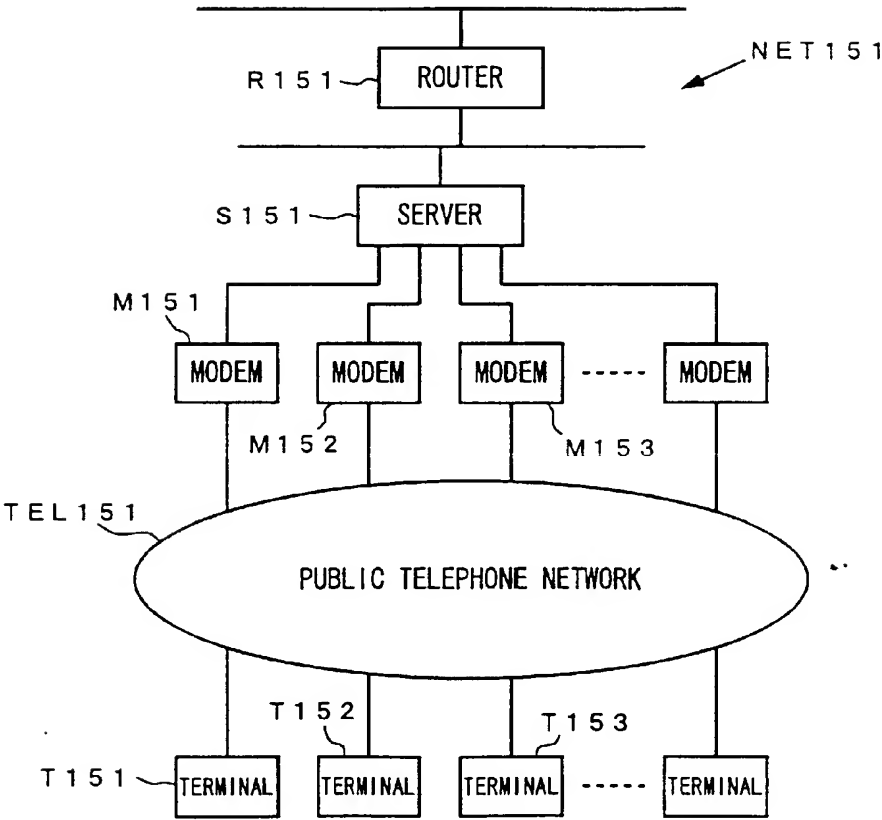 NET151
R151 ROUTER
S151 SERVER
M151
MODEM MODEM MODEM ----- MODEM
M152 M153
TEL151
PUBLIC TELEPHONE NETWORK
T152 T153
T151 TERMINAL TERMINAL TERMINAL ----- TERMINAL